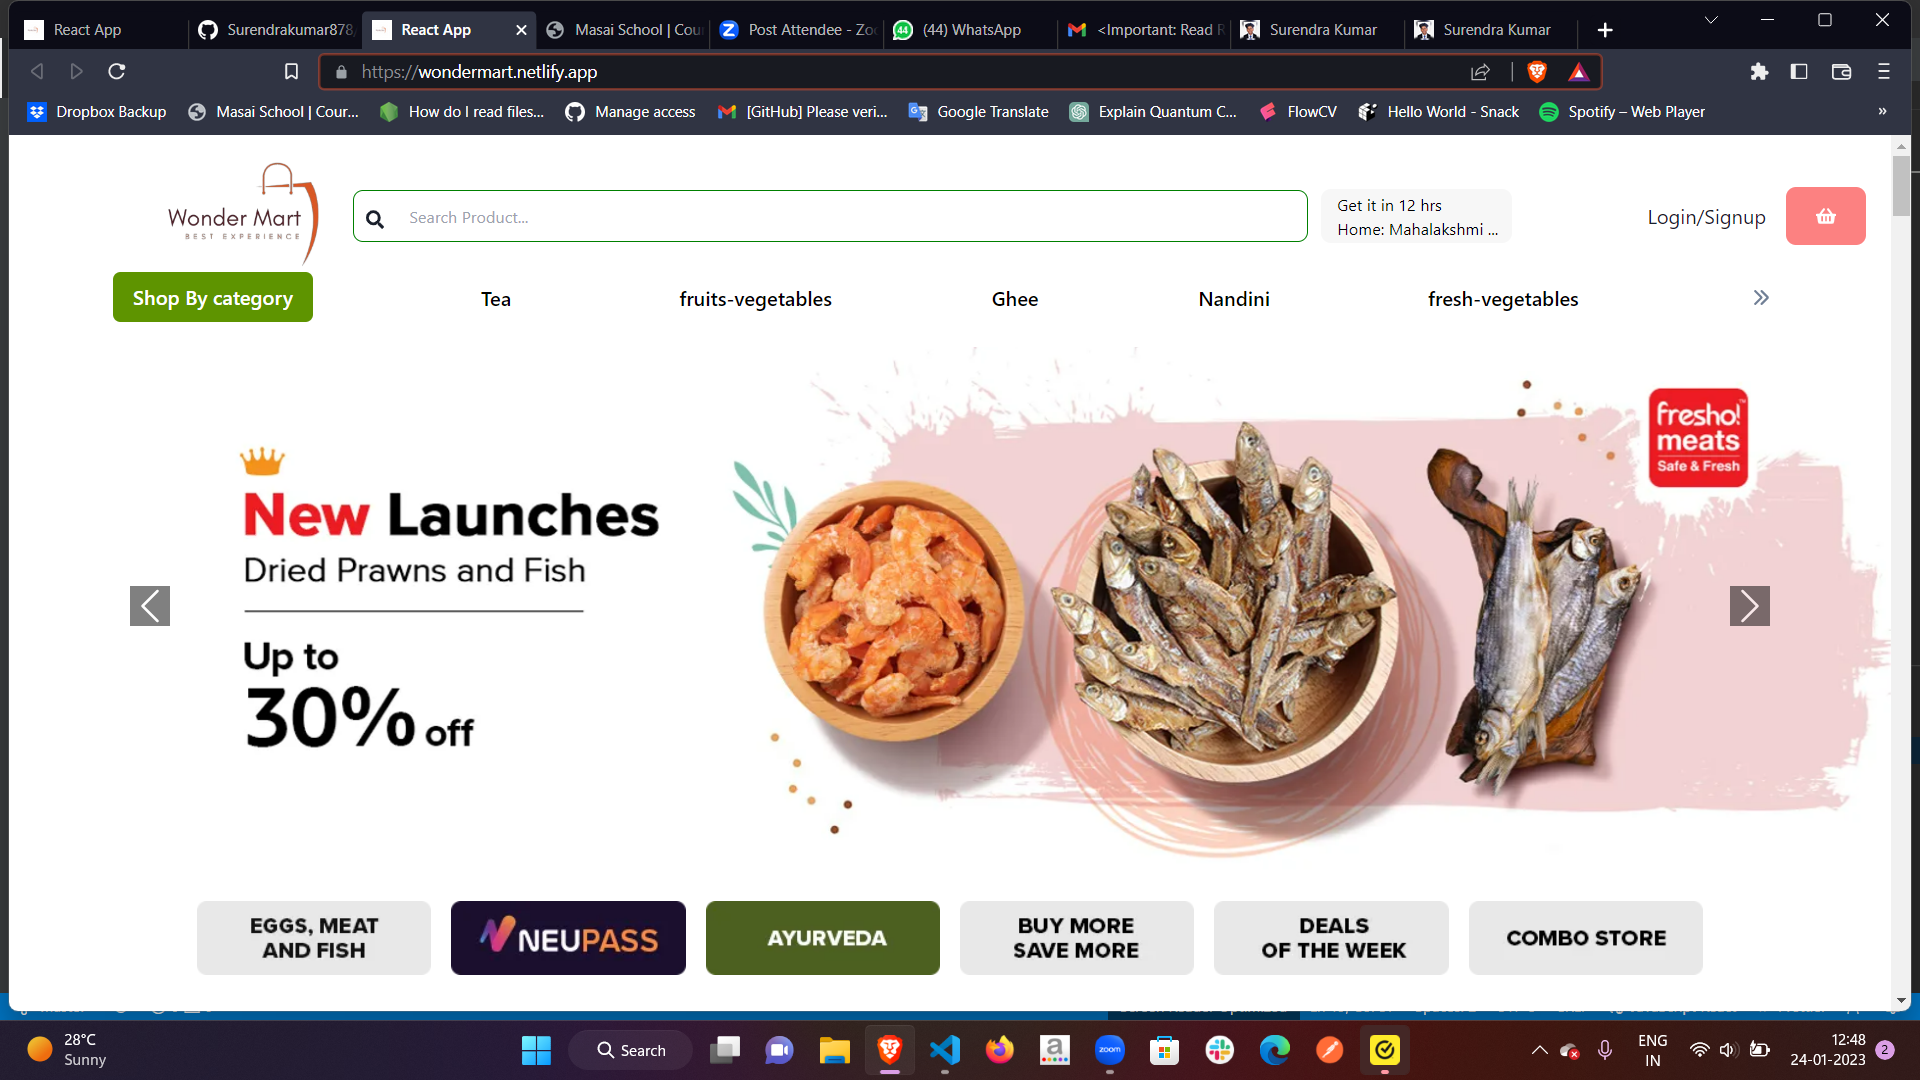 React App
Surendrakumar878
React App
Masai School | Cour
Post Attendee - Zoo
(44) WhatsApp
<Important: Read R
Surendra Kumar
Surendra Kumar
https://wondermart.netlify.app
Dropbox Backup
Masai School | Cour...
How do I read files...
Manage access
[GitHub] Please veri...
Google Translate
Explain Quantum C...
FlowCV
Hello World - Snack
Spotify – Web Player
»
Wonder Mart
BEST EXPERIENCE
Search Product...
Get it in 12 hrs
Home: Mahalakshmi ...
Login/Signup
Shop By category
Tea
fruits-vegetables
Ghee
Nandini
fresh-vegetables
fresho!
meats
Safe & Fresh
New Launches
Dried Prawns and Fish
Up to
30% off
EGGS, MEAT
AND FISH
NEUPASS
AYURVEDA
BUY MORE
SAVE MORE
DEALS
OF THE WEEK
COMBO STORE
28°C
Sunny
Search
zoom
ENG
IN
12:48
24-01-2023
2